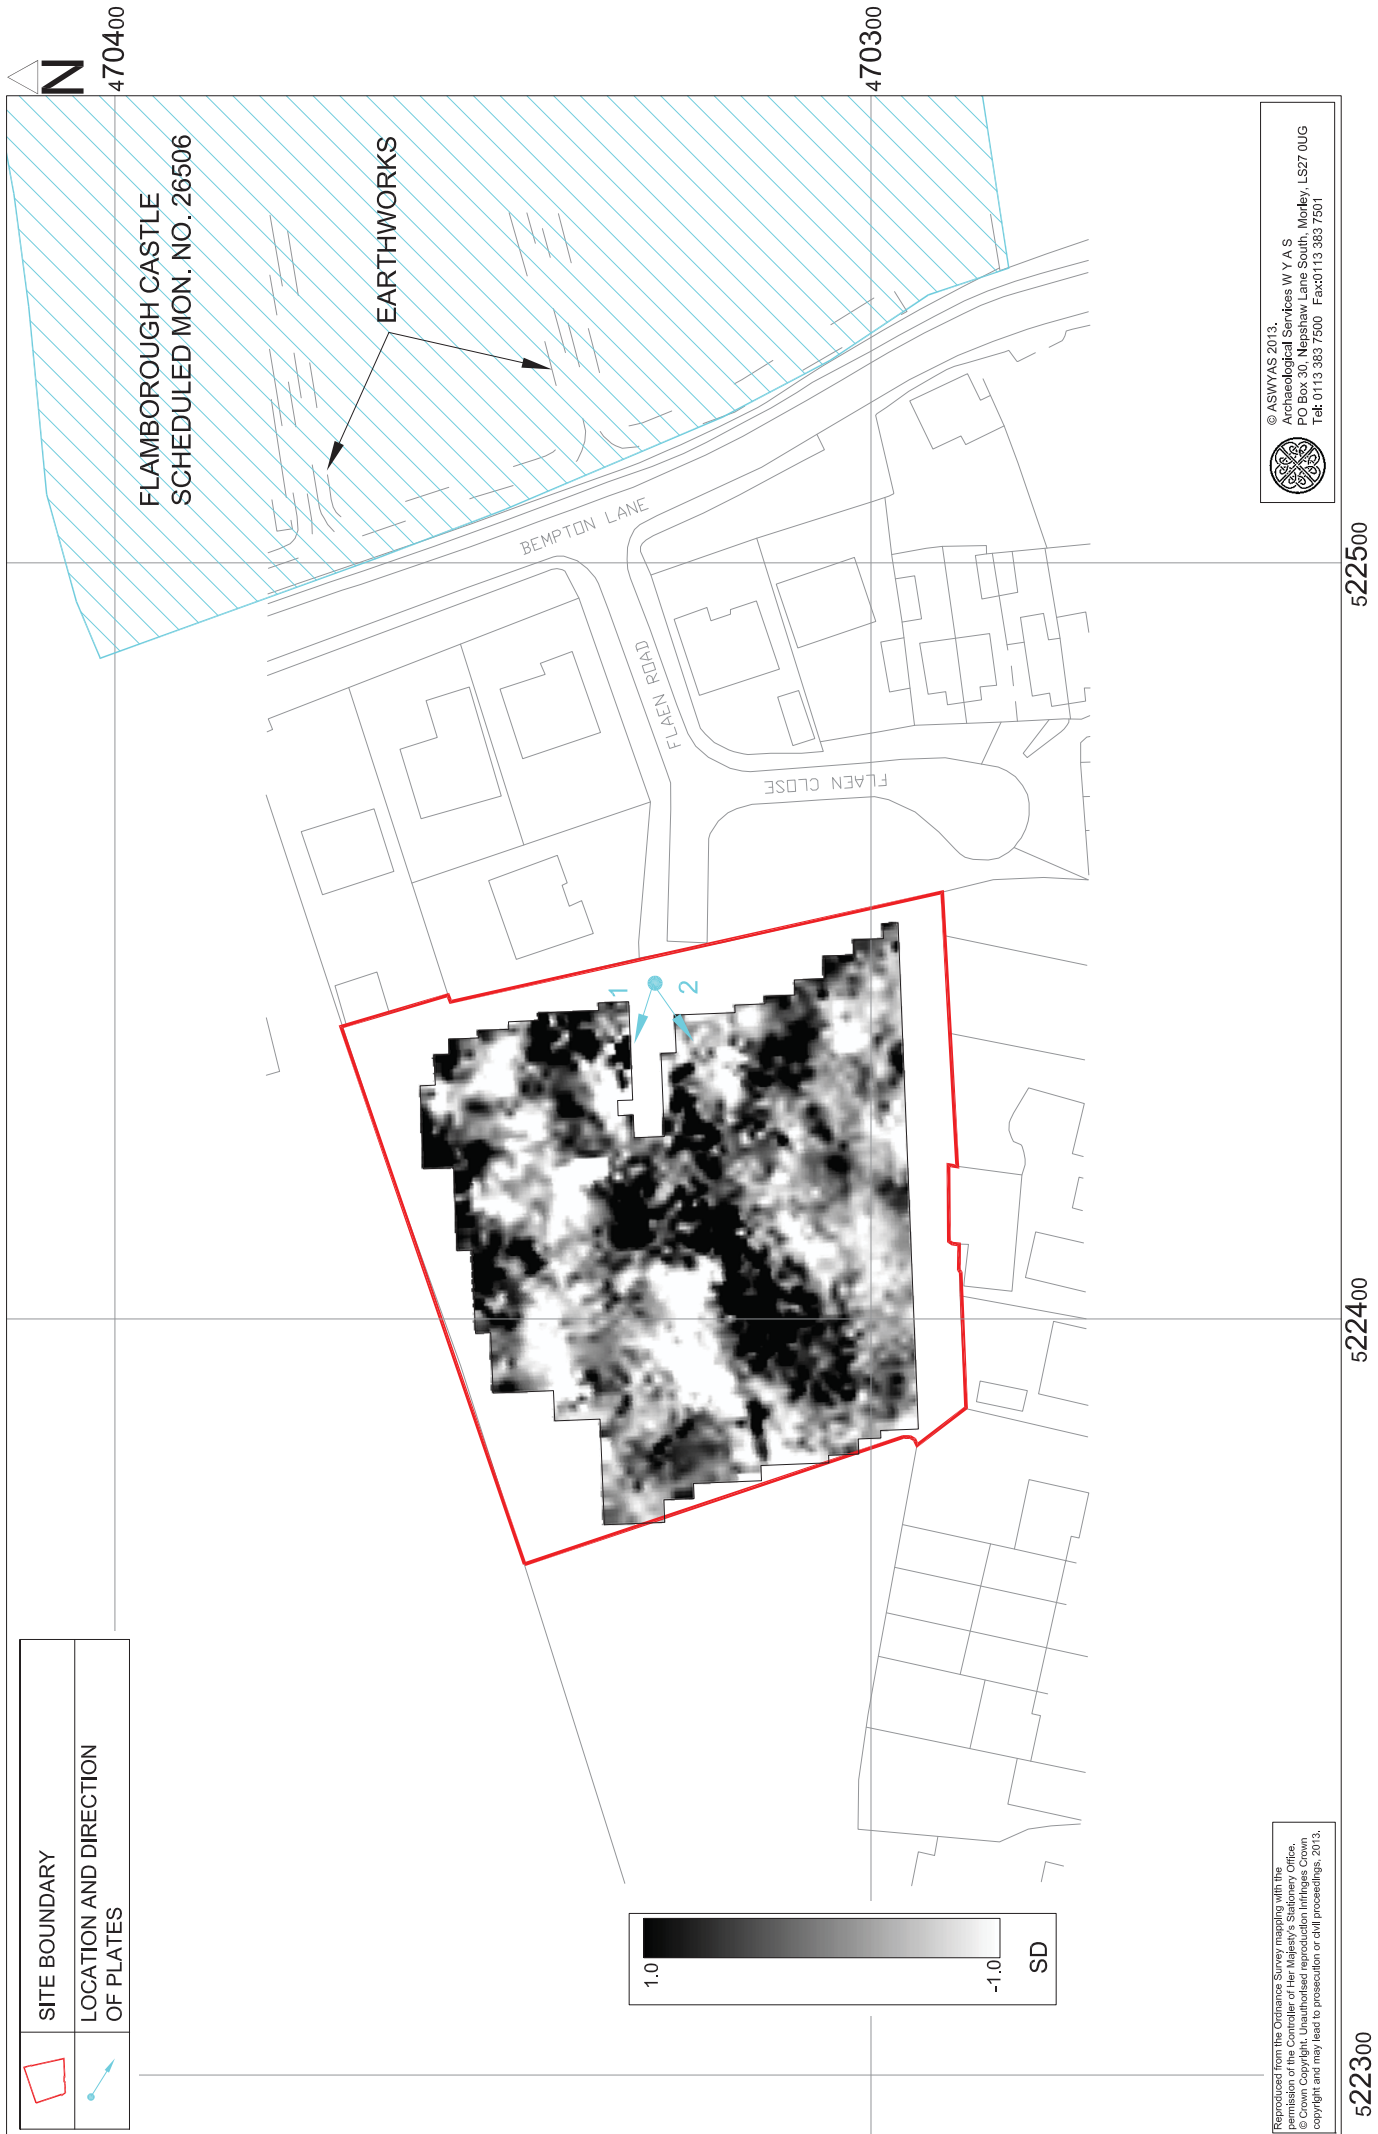 SITE BOUNDARY
LOCATION AND DIRECTION
OF PLATES
N
470400
470300
FLAMBOROUGH CASTLE
SCHEDULED MON. NO. 26506
EARTHWORKS
BEMPTON LANE
FLAEN ROAD
FLAEN CLOSE
1
2
1.0
-1.0
SD
522300
522400
522500
Reproduced from the Ordnance Survey mapping with the
permission of the Controller of Her Majesty's Stationery Office.
© Crown Copyright. Unauthorised reproduction infringes Crown
copyright and may lead to prosecution or civil proceedings, 2013.
© ASWYAS 2013.
Archaeological Services W Y A S
PO Box 30, Nepshaw Lane South, Morley, LS27 0UG
Tel: 0113 383 7500 Fax:0113 383 7501